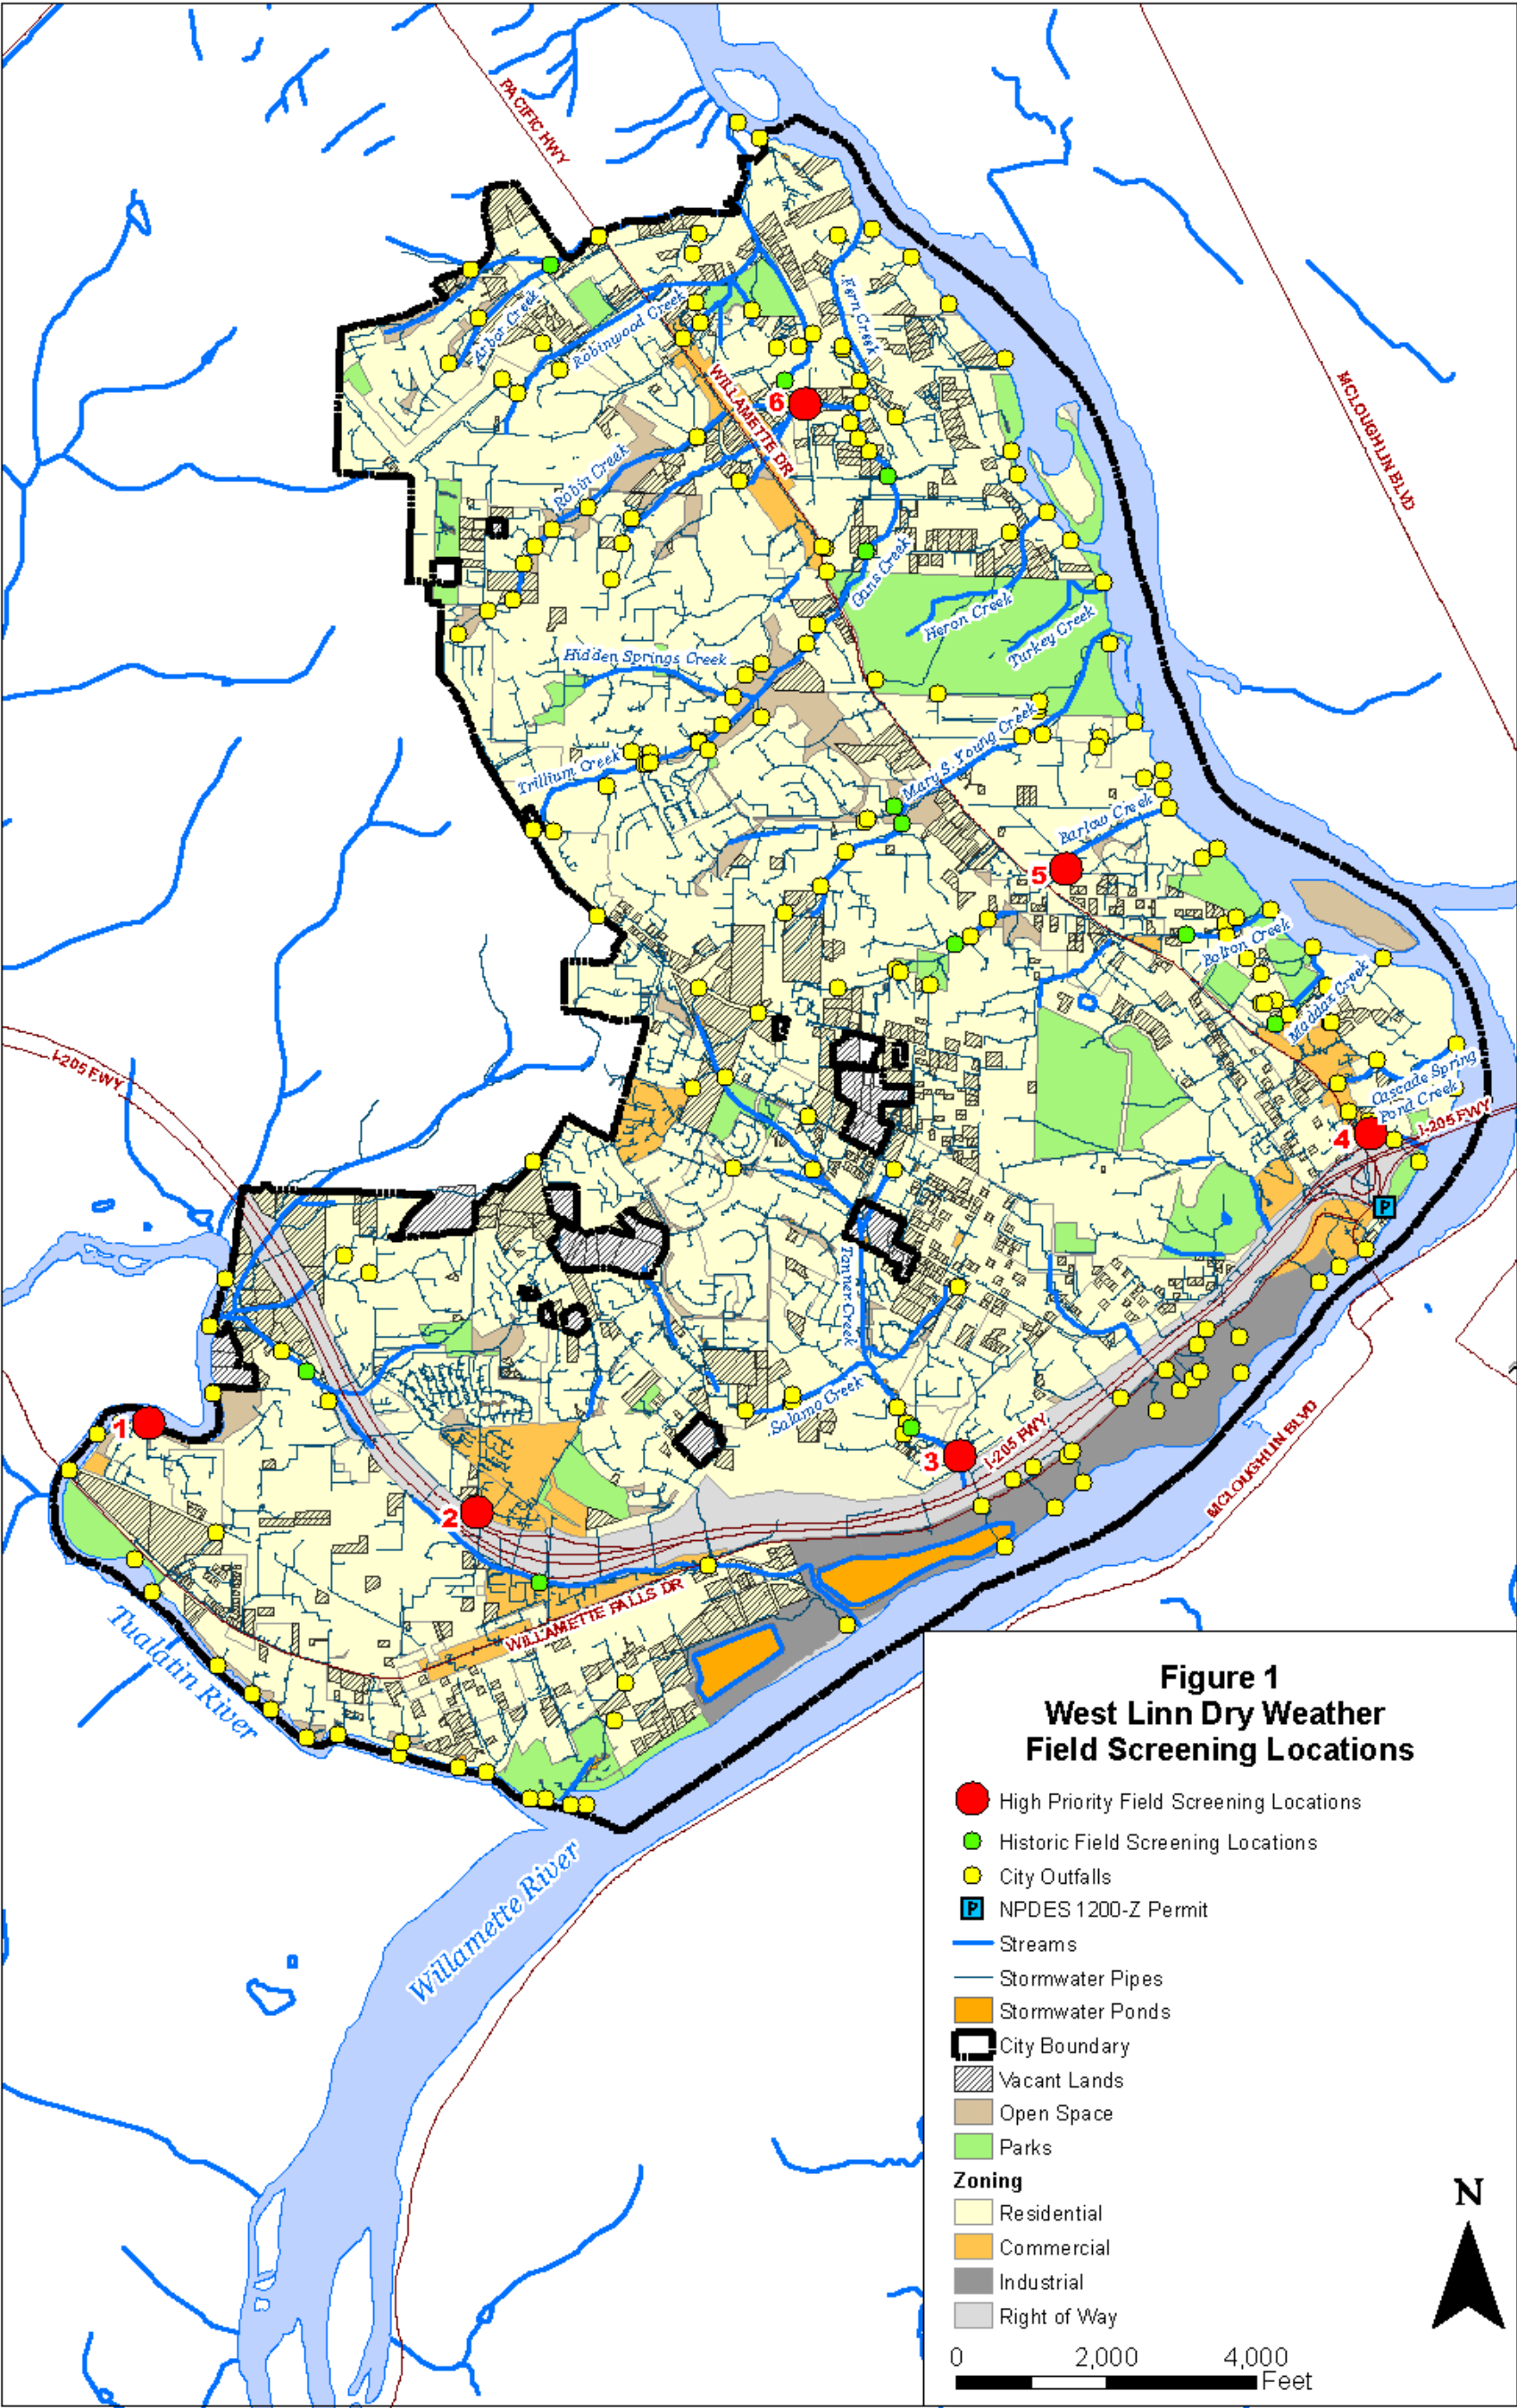 PACIFIC HWY
Arbor Creek
Robinwood Creek
Fern Creek
WILLAMETTE DR
6
MCLOUGHLIN BLVD
Robin Creek
Gans Creek
Heron Creek
Turkey Creek
Hidden Springs Creek
Trillium Creek
Mary S. Young Creek
Barlow Creek
5
Bolton Creek
Maddax Creek
I-205 FWY
Cascade Spring
Pond Creek
I-205 FWY
4
P
Tanner Creek
Salamo Creek
1
3
I-205 FWY
MCLOUGHLIN BLVD
2
WILLAMETTE FALLS DR
Tualatin River
Willamette River
Figure 1
West Linn Dry Weather
Field Screening Locations
High Priority Field Screening Locations
Historic Field Screening Locations
City Outfalls
P NPDES 1200-Z Permit
Streams
Stormwater Pipes
Stormwater Ponds
City Boundary
Vacant Lands
Open Space
Parks
Zoning
Residential
Commercial
Industrial
Right of Way
N
0 2,000 4,000
Feet